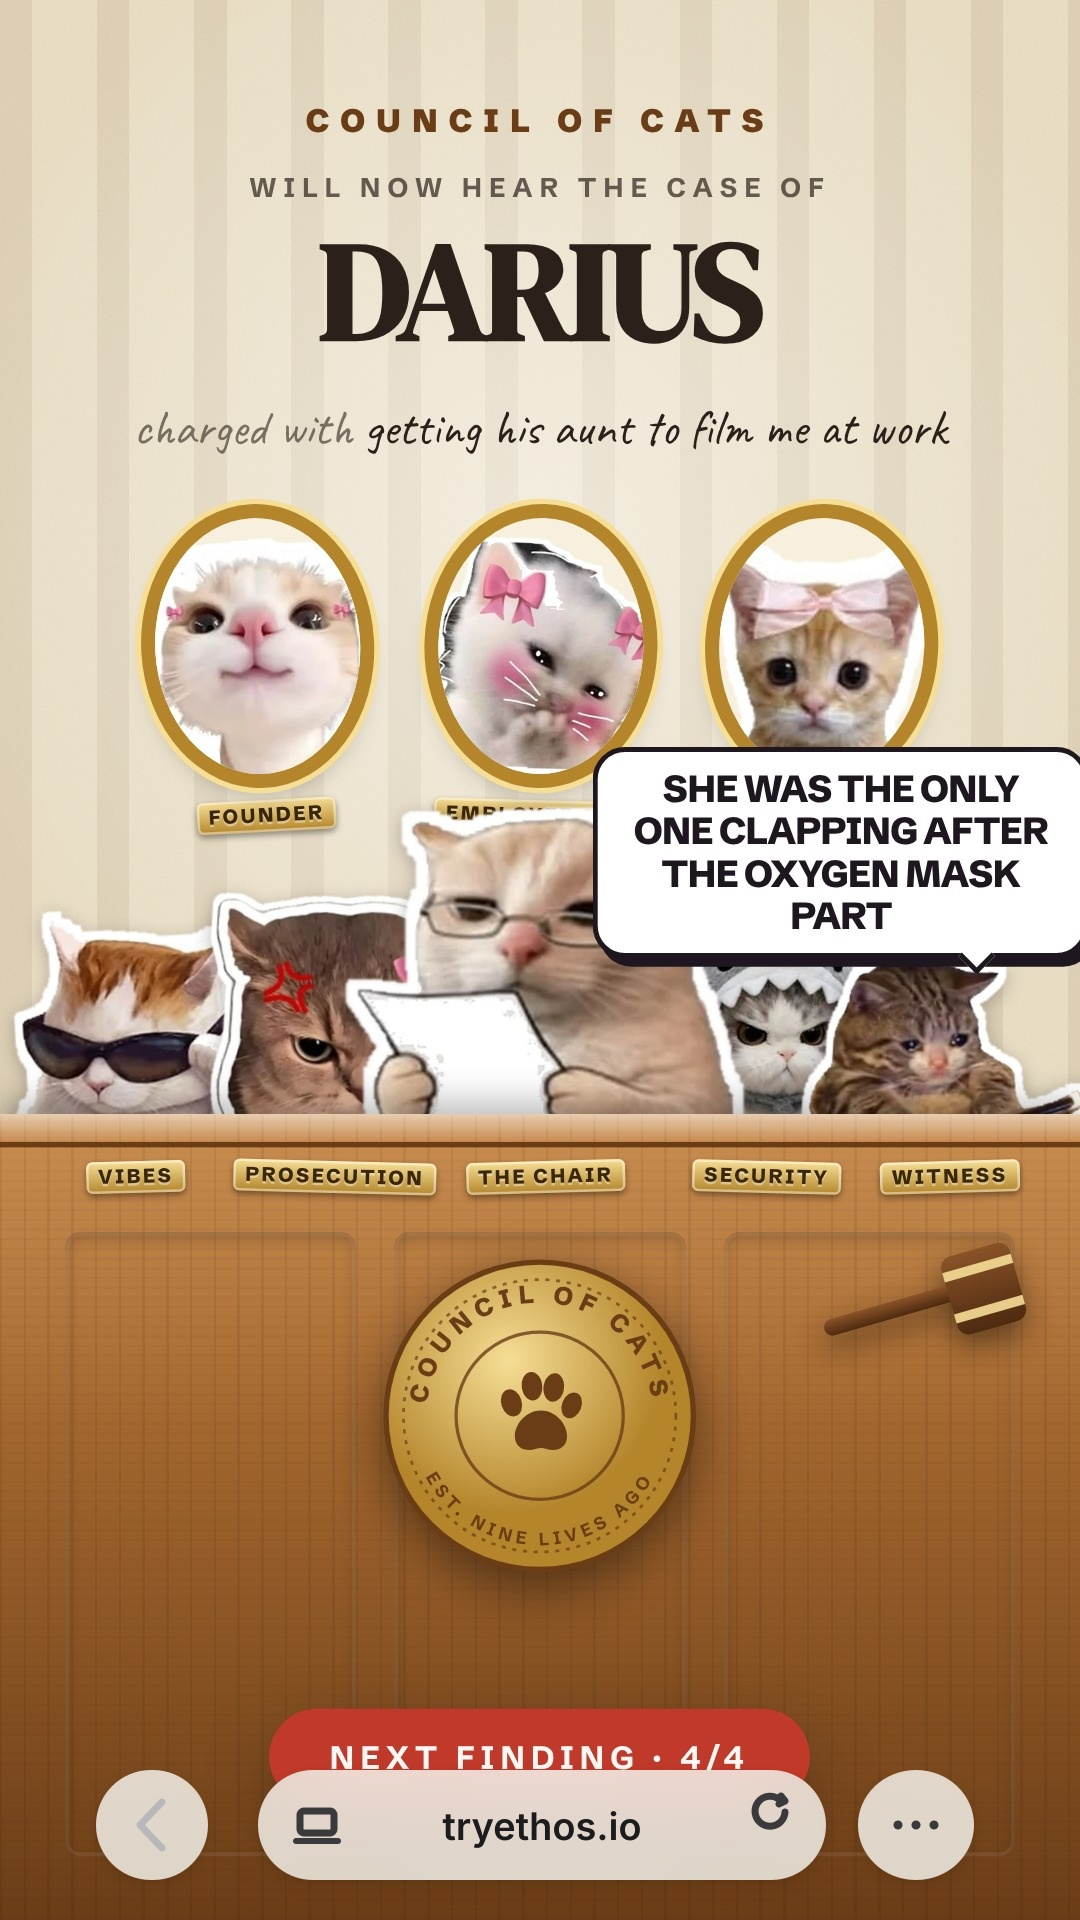 COUNCIL OF CATS
WILL NOW HEAR THE CASE OF
DARIUS
charged with getting his aunt to film me at work
FOUNDER
SHE WAS THE ONLY
ONE CLAPPING AFTER
THE OXYGEN MASK
PART
VIBES
PROSECUTION
THE CHAIR
SECURITY
WITNESS
COUNCIL OF CATS
EST. NINE LIVES AGO
NEXT FINDING · 4/4
tryethos.io